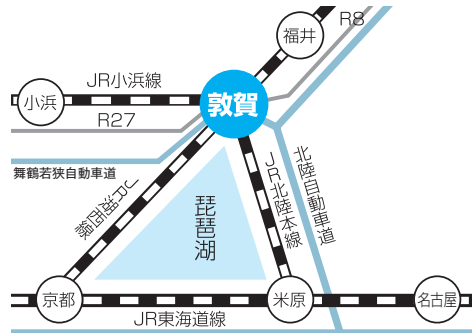 R8
福井
JR小浜線
小浜
敦賀
R27
舞鶴若狭自動車道
JR湖西線
琵琶湖
JR北陸本線
北陸自動車道
京都
米原
名古屋
JR東海道線